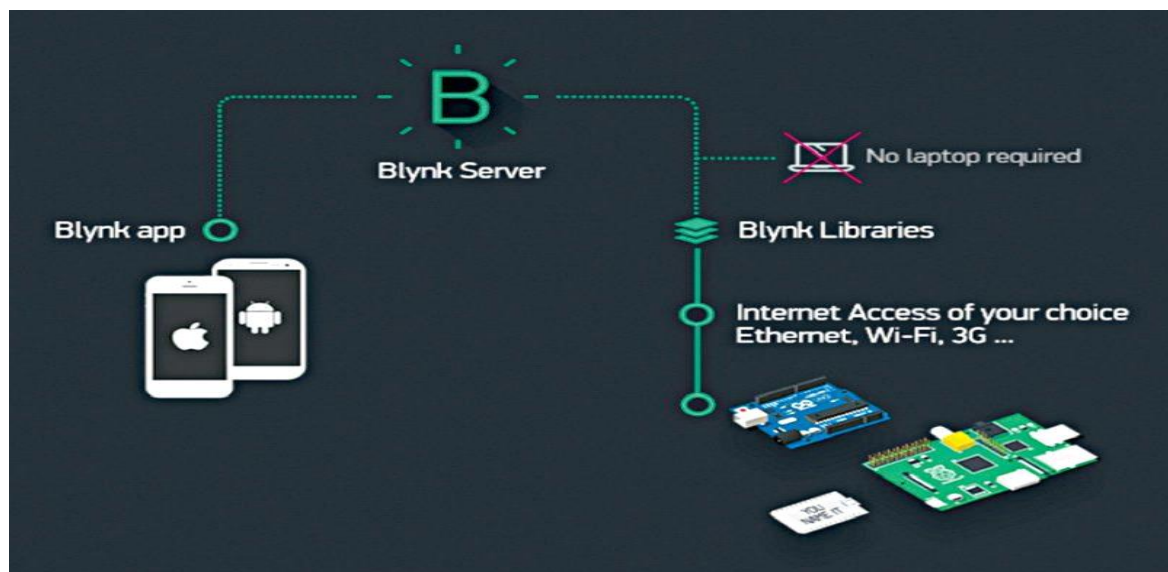 B
Blynk Server
No laptop required
Blynk app
Blynk Libraries
Internet Access of your choice
Ethernet, Wi-Fi, 3G ...
YOU
NAME IT